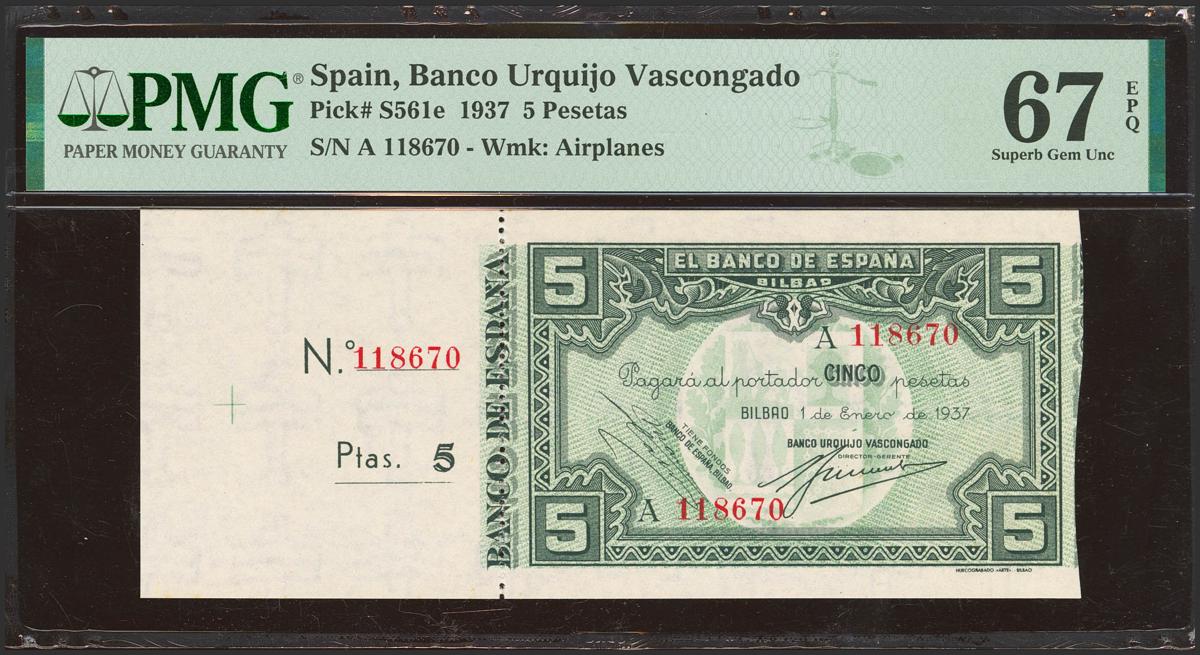 PMG®
PAPER MONEY GUARANTY
Spain, Banco Urquijo Vascongado
Pick# S561e 1937 5 Pesetas
S/N A 118670 - Wmk: Airplanes
67
EPQ
Superb Gem Unc
N.º 118670
Ptas. 5
BANCO DE ESPAÑA
5
EL BANCO DE ESPAÑA
5
BILBAO
A 118670
Pagará al portador CINCO pesetas
BILBAO 1 de Enero de 1937
TIENE FONDOS
BANCO DE ESPAÑA, BILBAO
BANCO URQUIJO VASCONGADO
DIRECTOR-GERENTE
A 118670
5
5
HUECOGRABADO «ARTE» - BILBAO